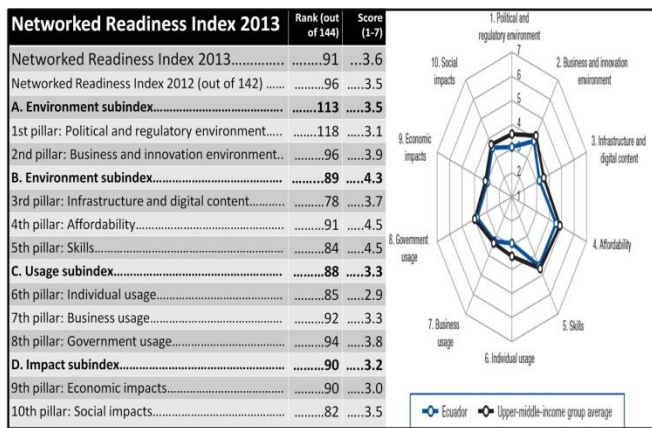 Networked Readiness Index 2013 Rank (out of 144) Score (1-7)
Networked Readiness Index 2013..............91 ...3.6
Networked Readiness Index 2012 (out of 142) ......96 ....3.5
A. Environment subindex................................113 ....3.5
1st pillar: Political and regulatory environment.....118 ....3.1
2nd pillar: Business and innovation environment..96 ....3.9
B. Environment subindex................................89 ....4.3
3rd pillar: Infrastructure and digital content........78 ....3.7
4th pillar: Affordability................................91 ....4.5
5th pillar: Skills................................84 ....4.5
C. Usage subindex................................88 ....3.3
6th pillar: Individual usage................................85 ....2.9
7th pillar: Business usage................................92 ....3.3
8th pillar: Government usage................................94 ....3.8
D. Impact subindex................................90 ....3.2
9th pillar: Economic impacts................................90 ....3.0
10th pillar: Social impacts................................82 ....3.5
1. Political and
regulatory environment
2. Business and innovation
environment
3. Infrastructure and
digital content
4. Affordability
5. Skills
6. Individual usage
7. Business
usage
8. Government
usage
9. Economic
impacts
10. Social
impacts
7
6
5
4
3
2
1
Ecuador Upper-middle-income group average